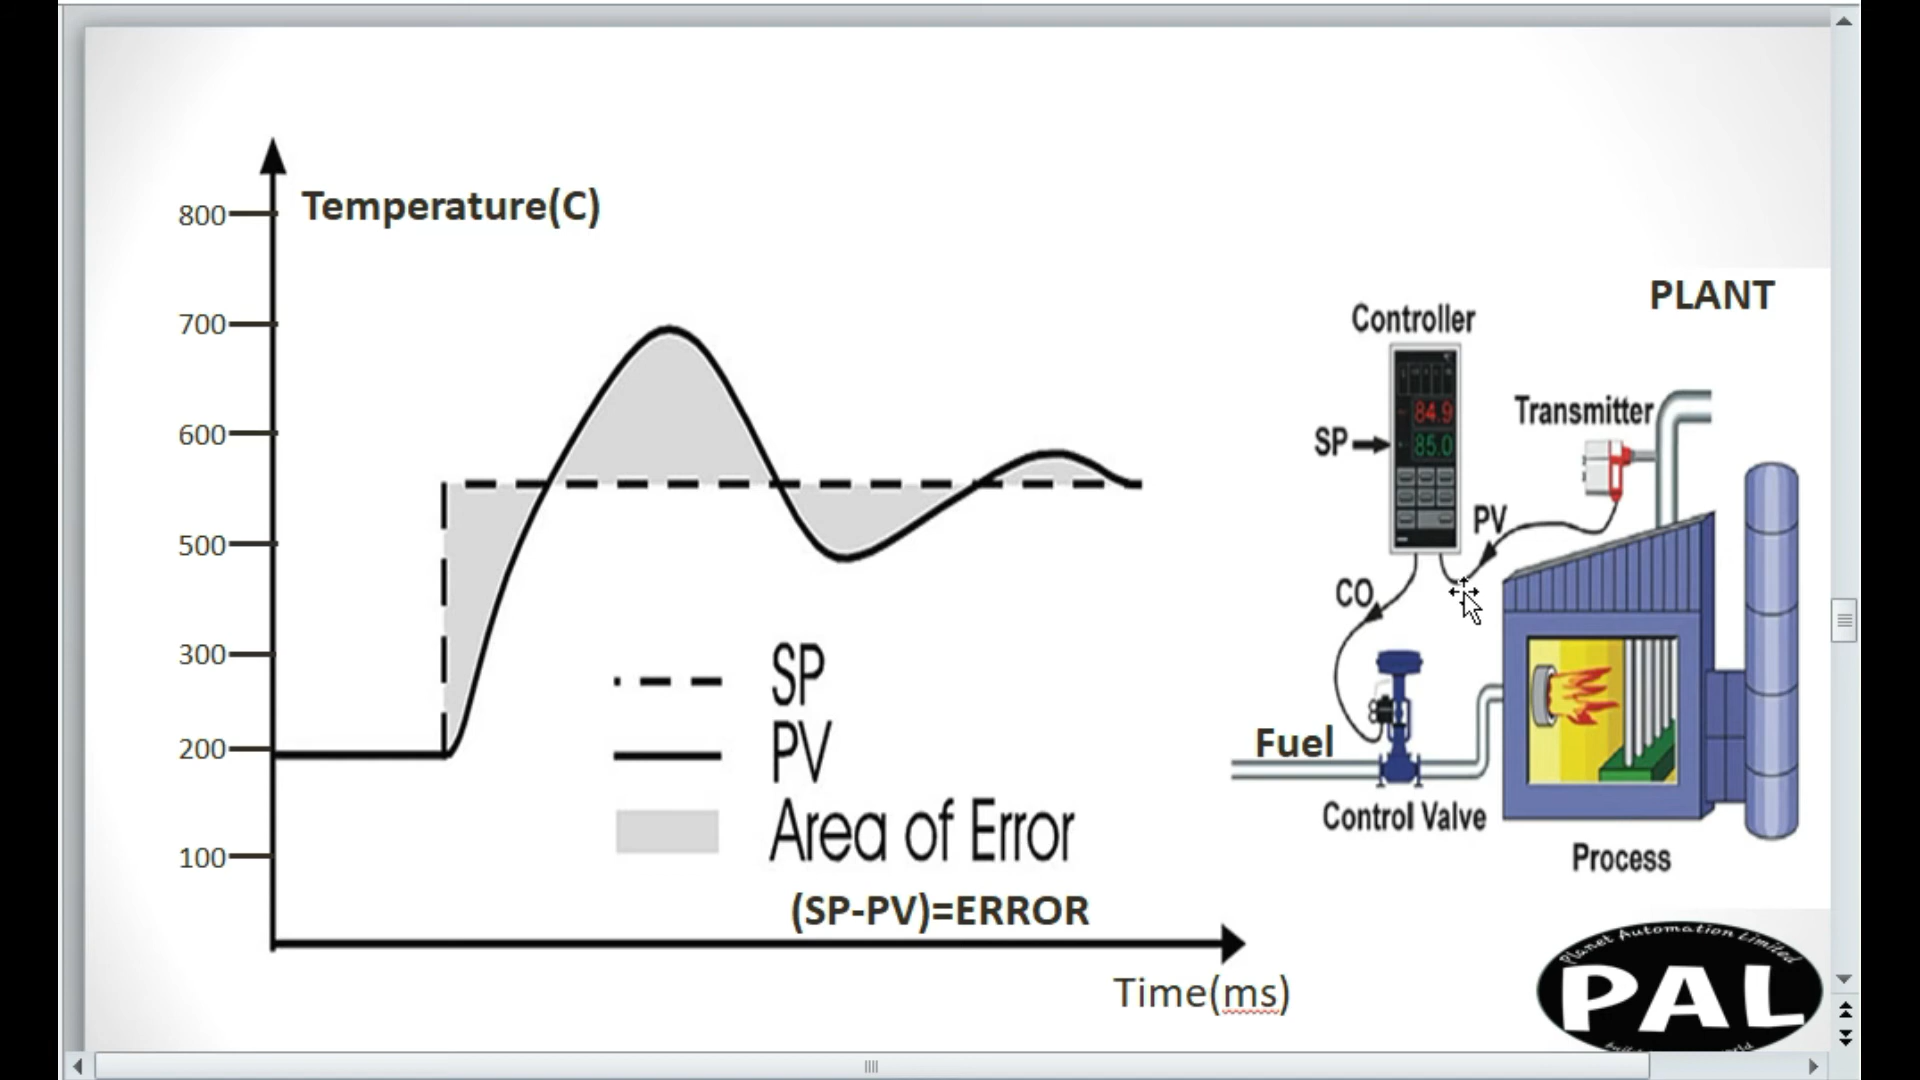 Temperature(C)
800
700
600
500
300
200
100
SP
PV
Area of Error
(SP-PV)=ERROR
Time(ms)
PLANT
Controller
84.9
85.0
SP
Transmitter
PV
CO
Fuel
Control Valve
Process
Planet Automation Limited
PAL